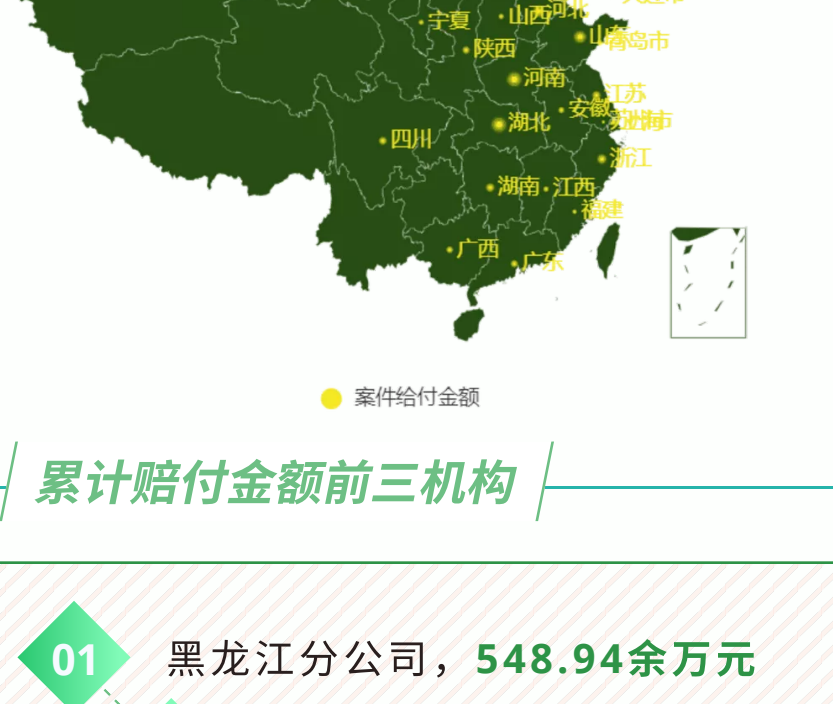 宁夏
山西
河北
陕西
山东
青岛市
河南
江苏
安徽
湖北
四川
浙江
湖南
江西
福建
广西
广东
案件给付金额
累计赔付金额前三机构
01
黑龙江分公司，548.94余万元